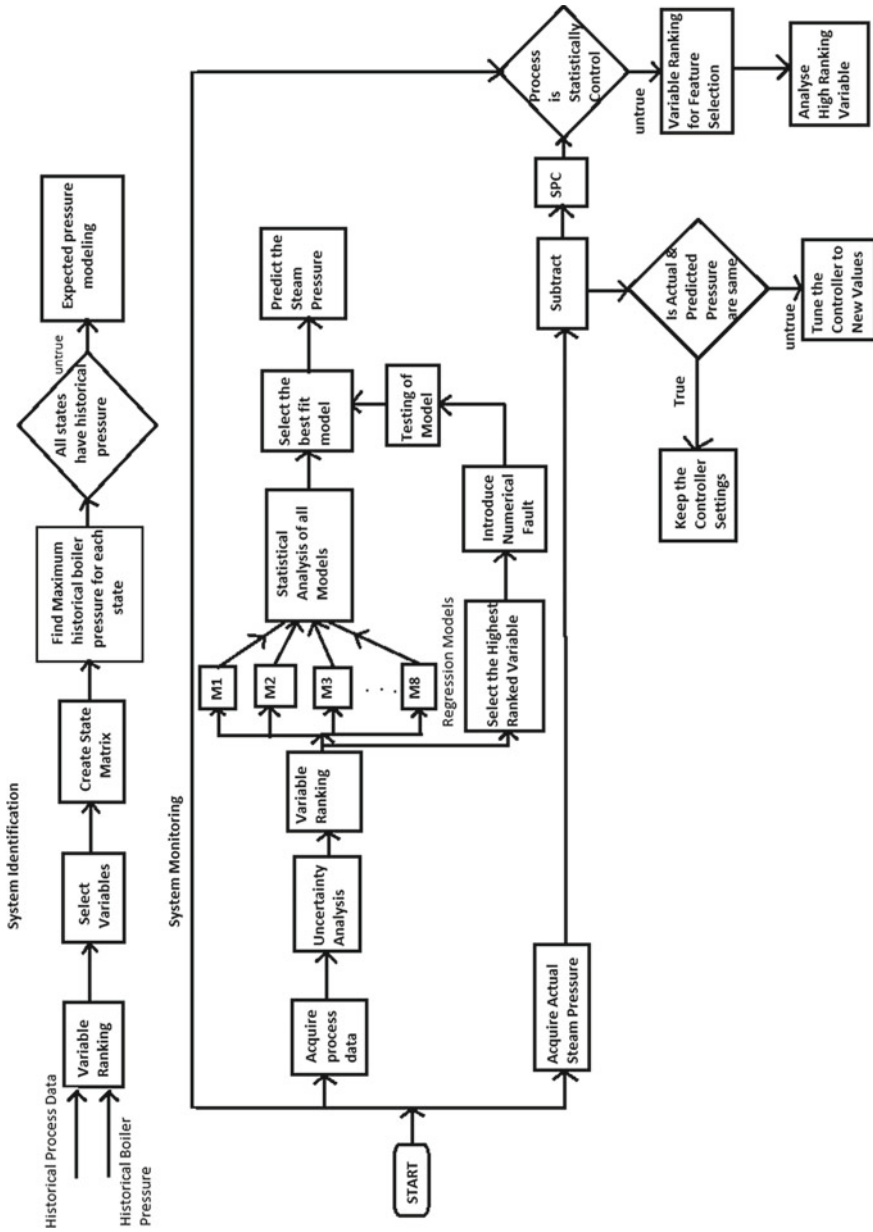 System Identification
Historical Process Data
Historical Boiler
Pressure
Variable
Ranking
Select
Variables
Create State
Matrix
Find Maximum
historical boiler
pressure for each
state
All states
have historical
pressure
untrue
Expected pressure
modeling
System Monitoring
START
Acquire
process
data
Uncertainty
Analysis
Variable
Ranking
M1
M2
M3
. . .
M8
Regression Models
Statistical
Analysis of all
Models
Select the
best fit
model
Predict the
Steam
Pressure
Select the Highest
Ranked Variable
Introduce
Numerical
Fault
Testing of
Model
Acquire Actual
Steam Pressure
Subtract
SPC
Process
is
Statistically
Control
untrue
Variable Ranking
for Feature
Selection
Analyse
High Ranking
Variable
Is Actual &
Predicted
Pressure
are same
True
Keep the
Controller
Settings
untrue
Tune the
Controller to
New Values